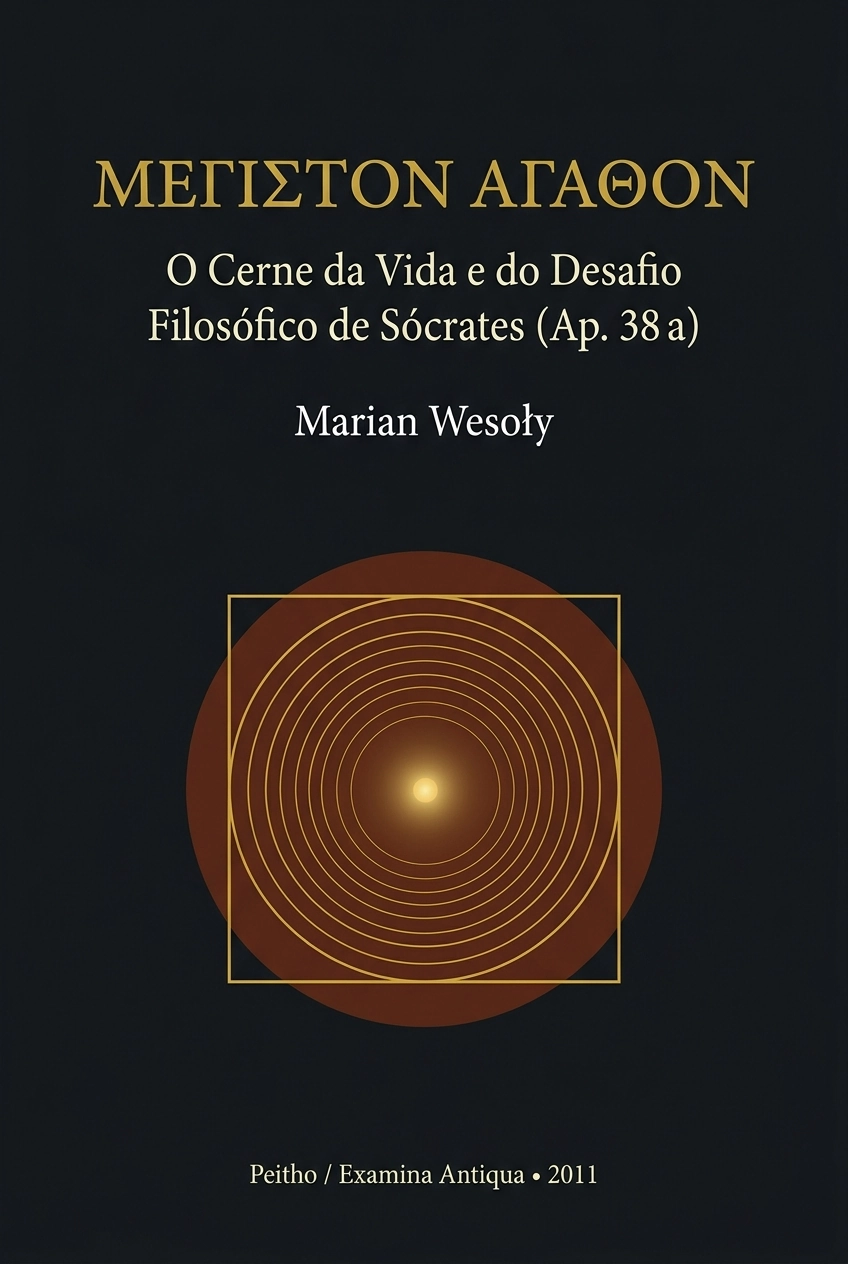 ΜΕΓΙΣΤΟΝ ΑΓΑΘΟΝ
O Cerne da Vida e do Desafio
Filosófico de Sócrates (Ap. 38 a)
Marian Wesoły
Peitho / Examina Antiqua • 2011